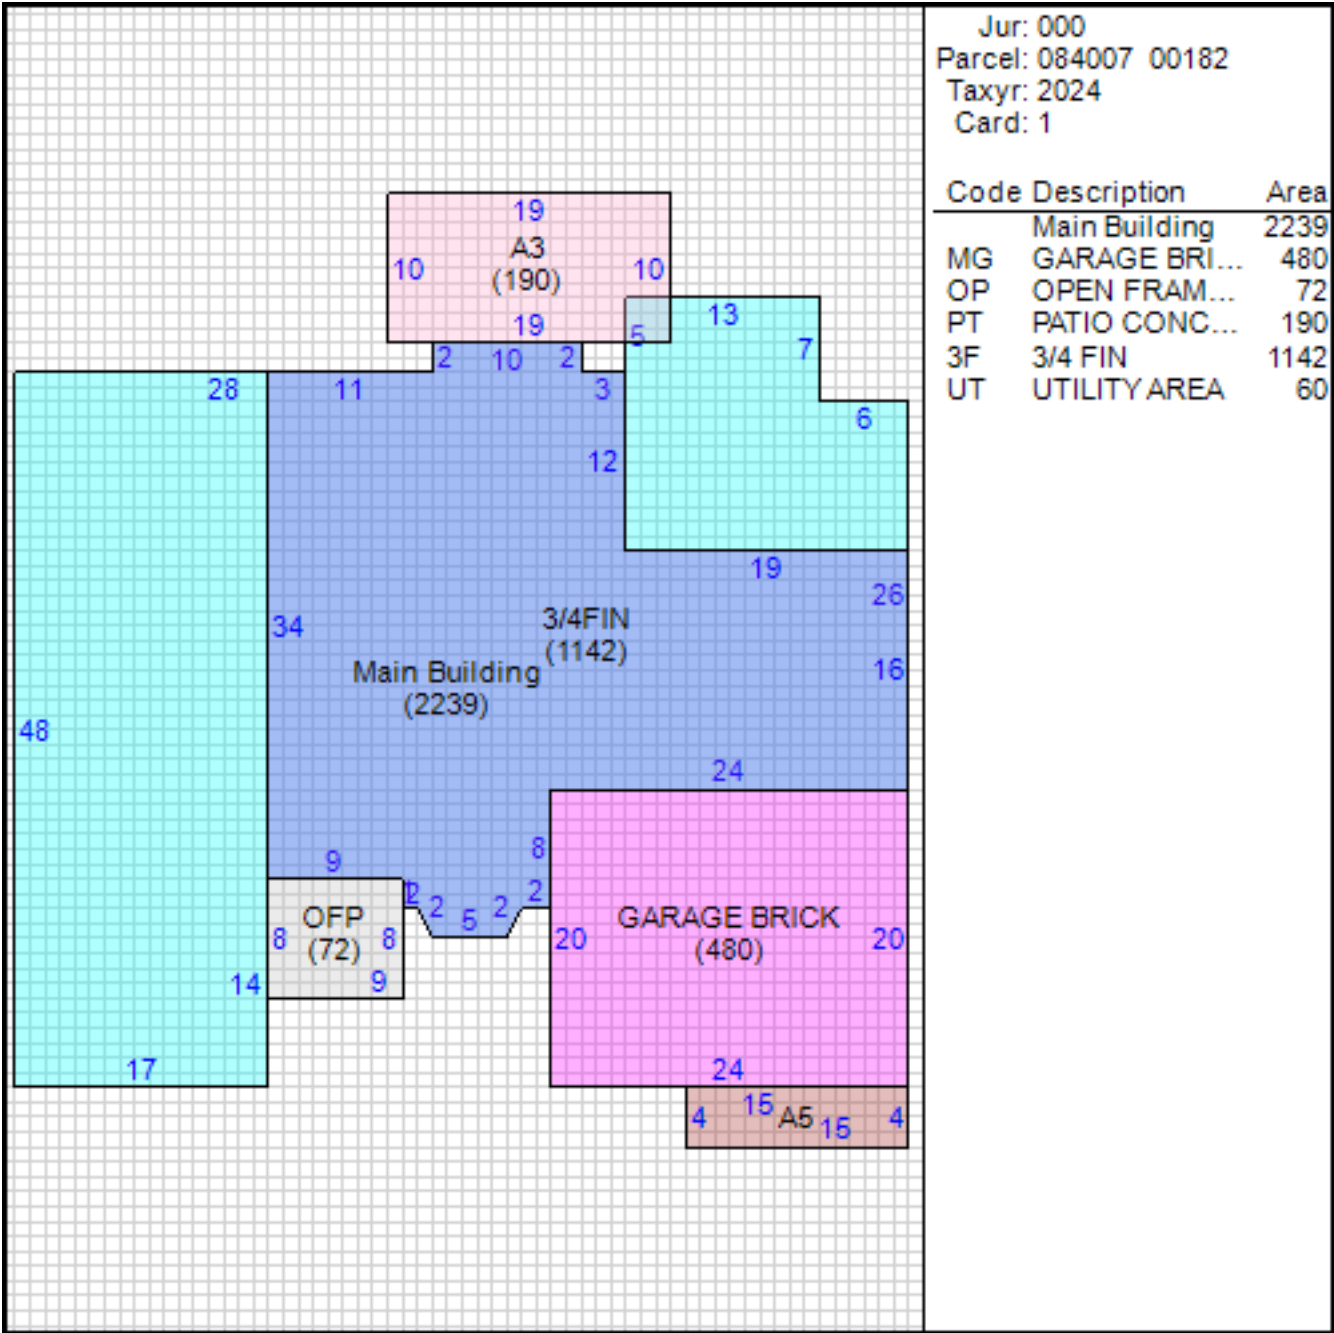 Jur: 000
Parcel: 084007 00182
Taxyr: 2024
Card: 1
Code Description Area
Main Building 2239
MG GARAGE BRI... 480
OP OPEN FRAM... 72
PT PATIO CONC... 190
3F 3/4 FIN 1142
UT UTILITY AREA 60
19
A3
10 (190) 10
19
5 13
7
2 10 2
28 11 3
6
12
19
26
34
3/4FIN
(1142)
16
Main Building
(2239)
48
24
8
9
2 2 5 2 2
OFP
(72)
8 8
9
14
GARAGE BRICK
(480)
20 20
17
24
4 15 A5 15 4